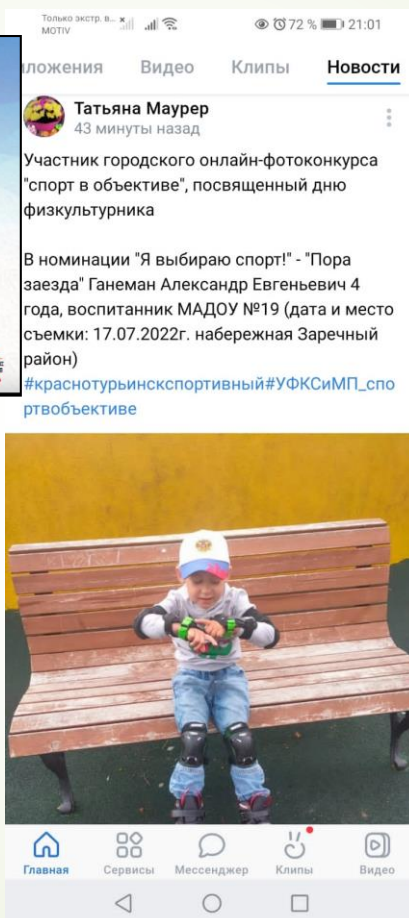 Только экстр. в...
MOTIV
72 % 21:01
ложения Видео Клипы Новости
Татьяна Маурер
43 минуты назад
Участник городского онлайн-фотоконкурса
"спорт в объективе", посвященный дню
физкультурника
В номинации "Я выбираю спорт!" - "Пора
заезда" Ганеман Александр Евгеньевич 4
года, воспитанник МАДОУ №19 (дата и место
съемки: 17.07.2022г. набережная Заречный
район)
#краснотурьинскспортивный#УФКСиМП_спо
ртвобъективе
Главная Сервисы Мессенджер Клипы Видео